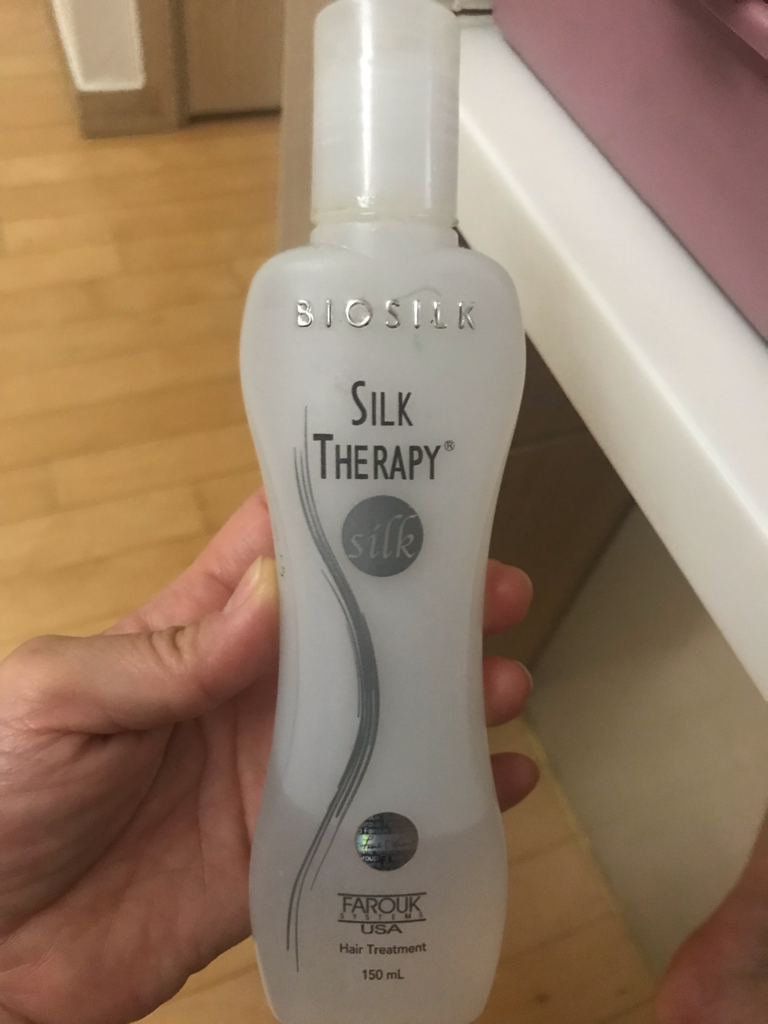 BIOSILK
SILK
THERAPY®
silk
FAROUK
SYSTEMS
USA
Hair Treatment
150 mL